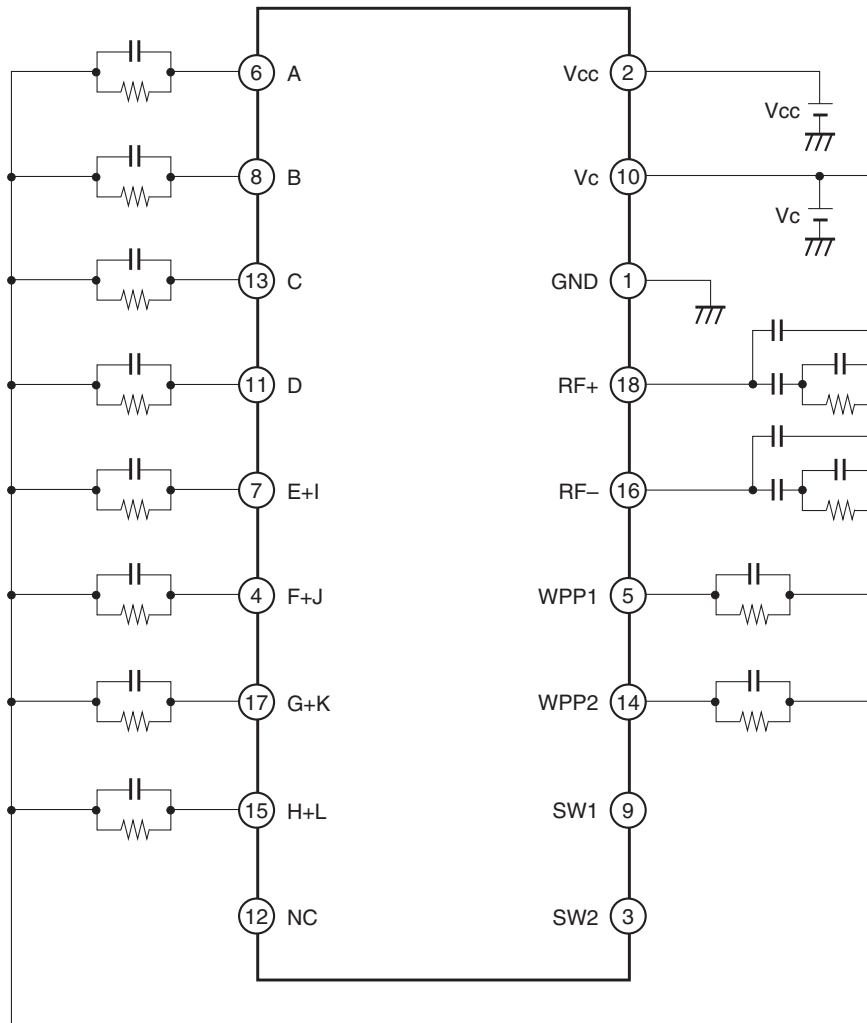 6 A Vcc 2
Vcc
8 B Vc 10
Vc
13 C GND 1
11 D RF+ 18
7 E+I RF– 16
4 F+J WPP1 5
17 G+K WPP2 14
15 H+L SW1 9
12 NC SW2 3